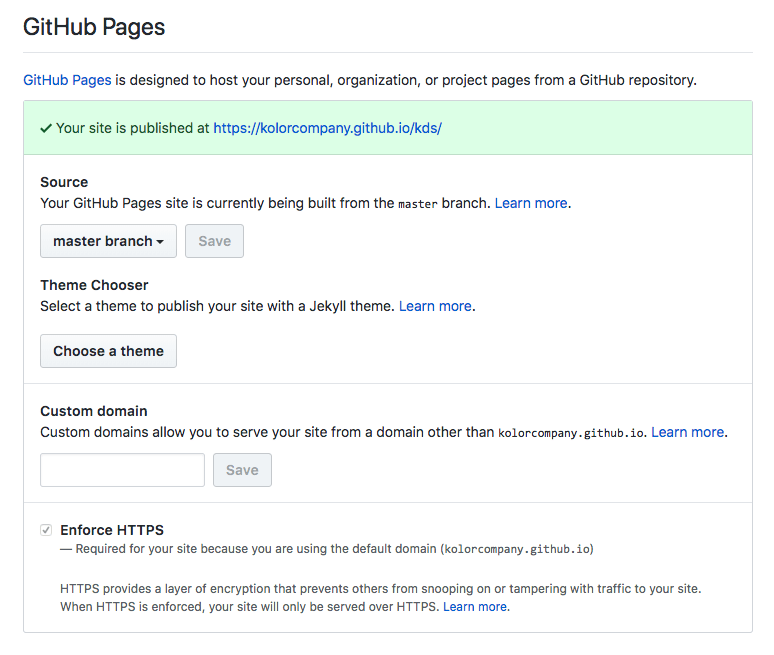 GitHub Pages
GitHub Pages is designed to host your personal, organization, or project pages from a GitHub repository.
Your site is published at https://kolorcompany.github.io/kds/
Source
Your GitHub Pages site is currently being built from the master branch. Learn more.
master branch
Save
Theme Chooser
Select a theme to publish your site with a Jekyll theme. Learn more.
Choose a theme
Custom domain
Custom domains allow you to serve your site from a domain other than kolorcompany.github.io. Learn more.
Save
Enforce HTTPS
— Required for your site because you are using the default domain (kolorcompany.github.io)
HTTPS provides a layer of encryption that prevents others from snooping on or tampering with traffic to your site.
When HTTPS is enforced, your site will only be served over HTTPS. Learn more.